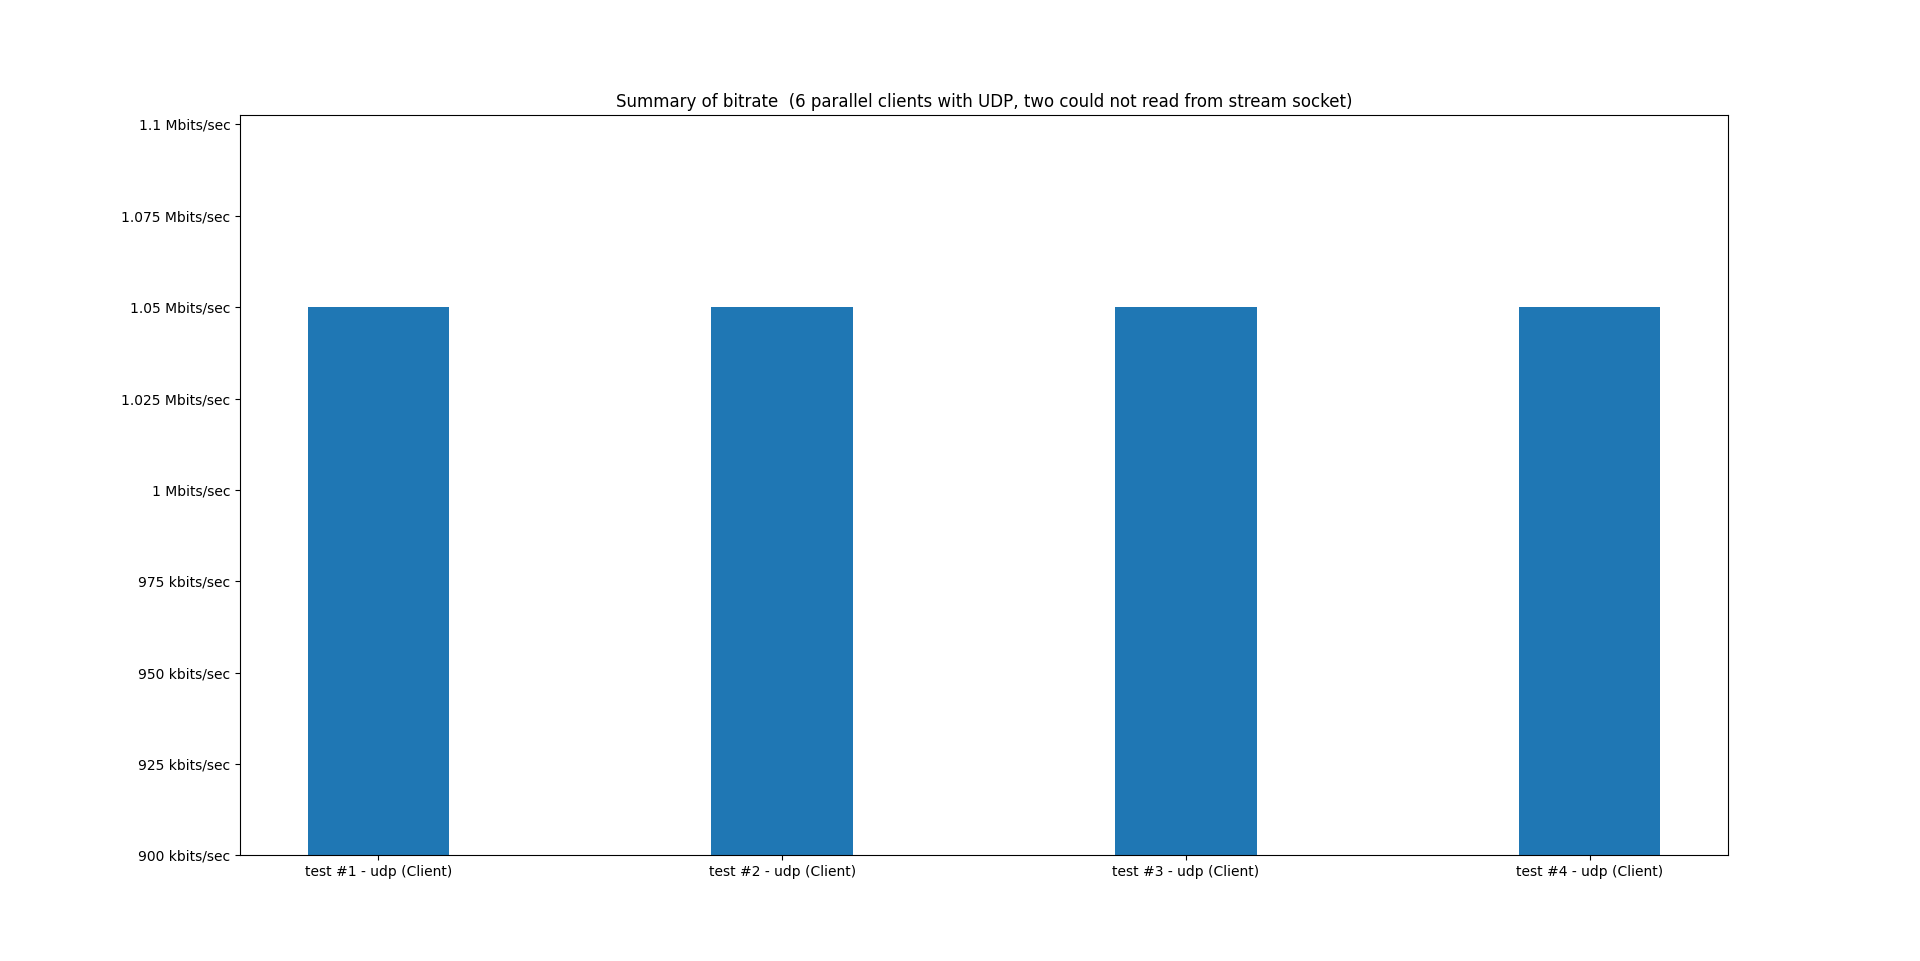 Summary of bitrate  (6 parallel clients with UDP, two could not read from stream socket)
1.1 Mbits/sec
1.075 Mbits/sec
1.05 Mbits/sec
1.025 Mbits/sec
1 Mbits/sec
975 kbits/sec
950 kbits/sec
925 kbits/sec
900 kbits/sec
test #1 - udp (Client)
test #2 - udp (Client)
test #3 - udp (Client)
test #4 - udp (Client)